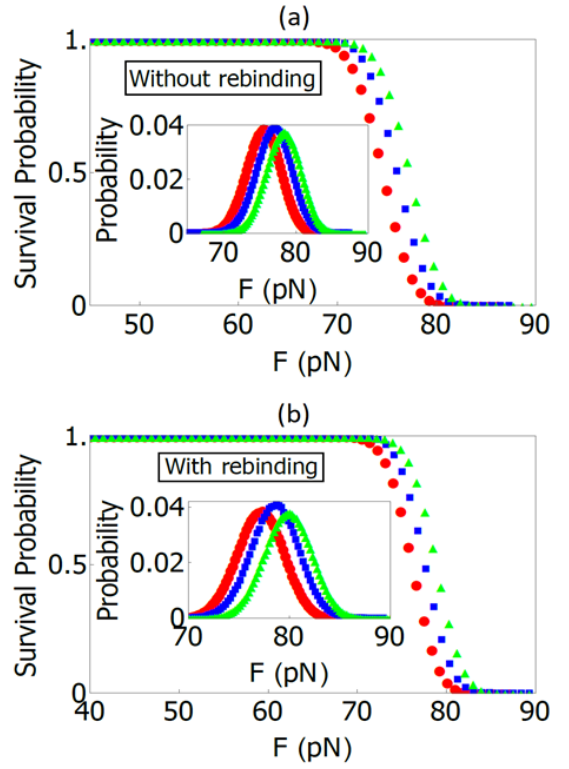 (a)
1.
Without rebinding
Survival Probability
0.5
0
Probability
0.04
0.02
0
70 80 90
F (pN)
50 60 70 80 90
F (pN)
(b)
1.
With rebinding
Survival Probability
0.5
0
Probability
0.04
0.02
0
70 80 90
F (pN)
40 50 60 70 80 90
F (pN)